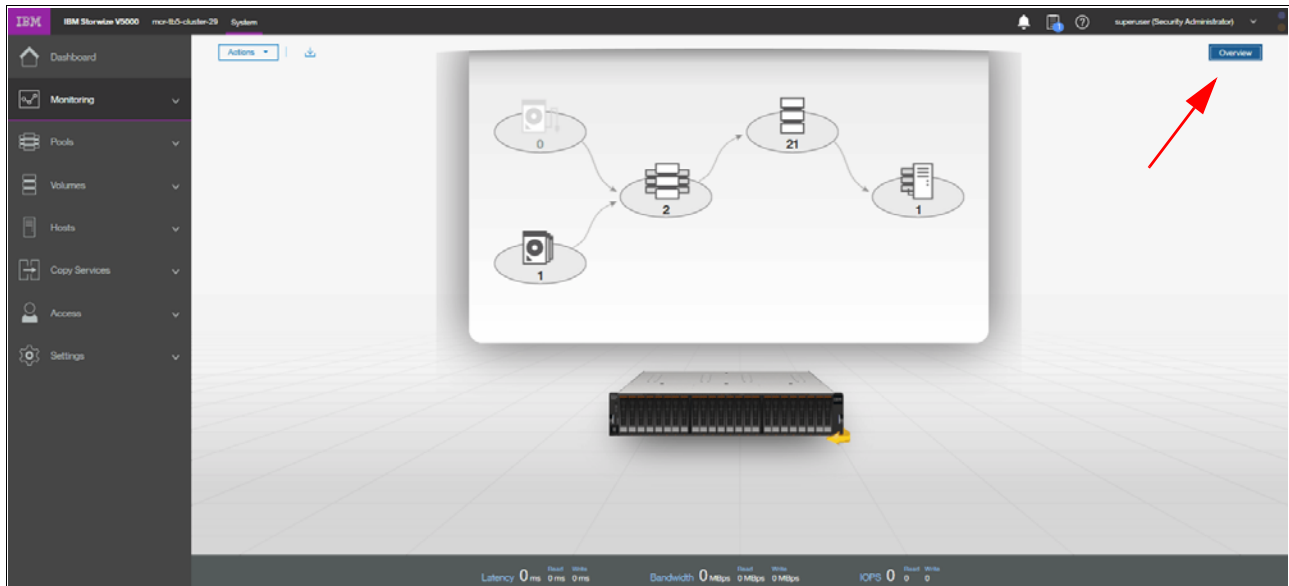 IBM IBM Storwize V5000 mcr-tb5-cluster-29 System superuser (Security Administrator)
Dashboard
Monitoring
Pools
Volumes
Hosts
Copy Services
Access
Settings
Actions
Overview
0
21
2
1
1
Latency 0 ms Read 0 ms Write 0 ms
Bandwidth 0 MBps Read 0 MBps Write 0 MBps
IOPS 0 Read 0 Write 0